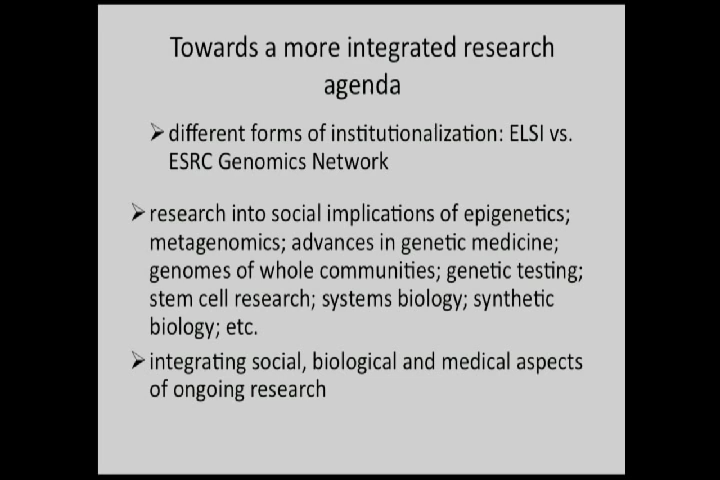 Towards a more integrated research
agenda
➢ different forms of institutionalization: ELSI vs.
ESRC Genomics Network
➢ research into social implications of epigenetics;
metagenomics; advances in genetic medicine;
genomes of whole communities; genetic testing;
stem cell research; systems biology; synthetic
biology; etc.
➢ integrating social, biological and medical aspects
of ongoing research